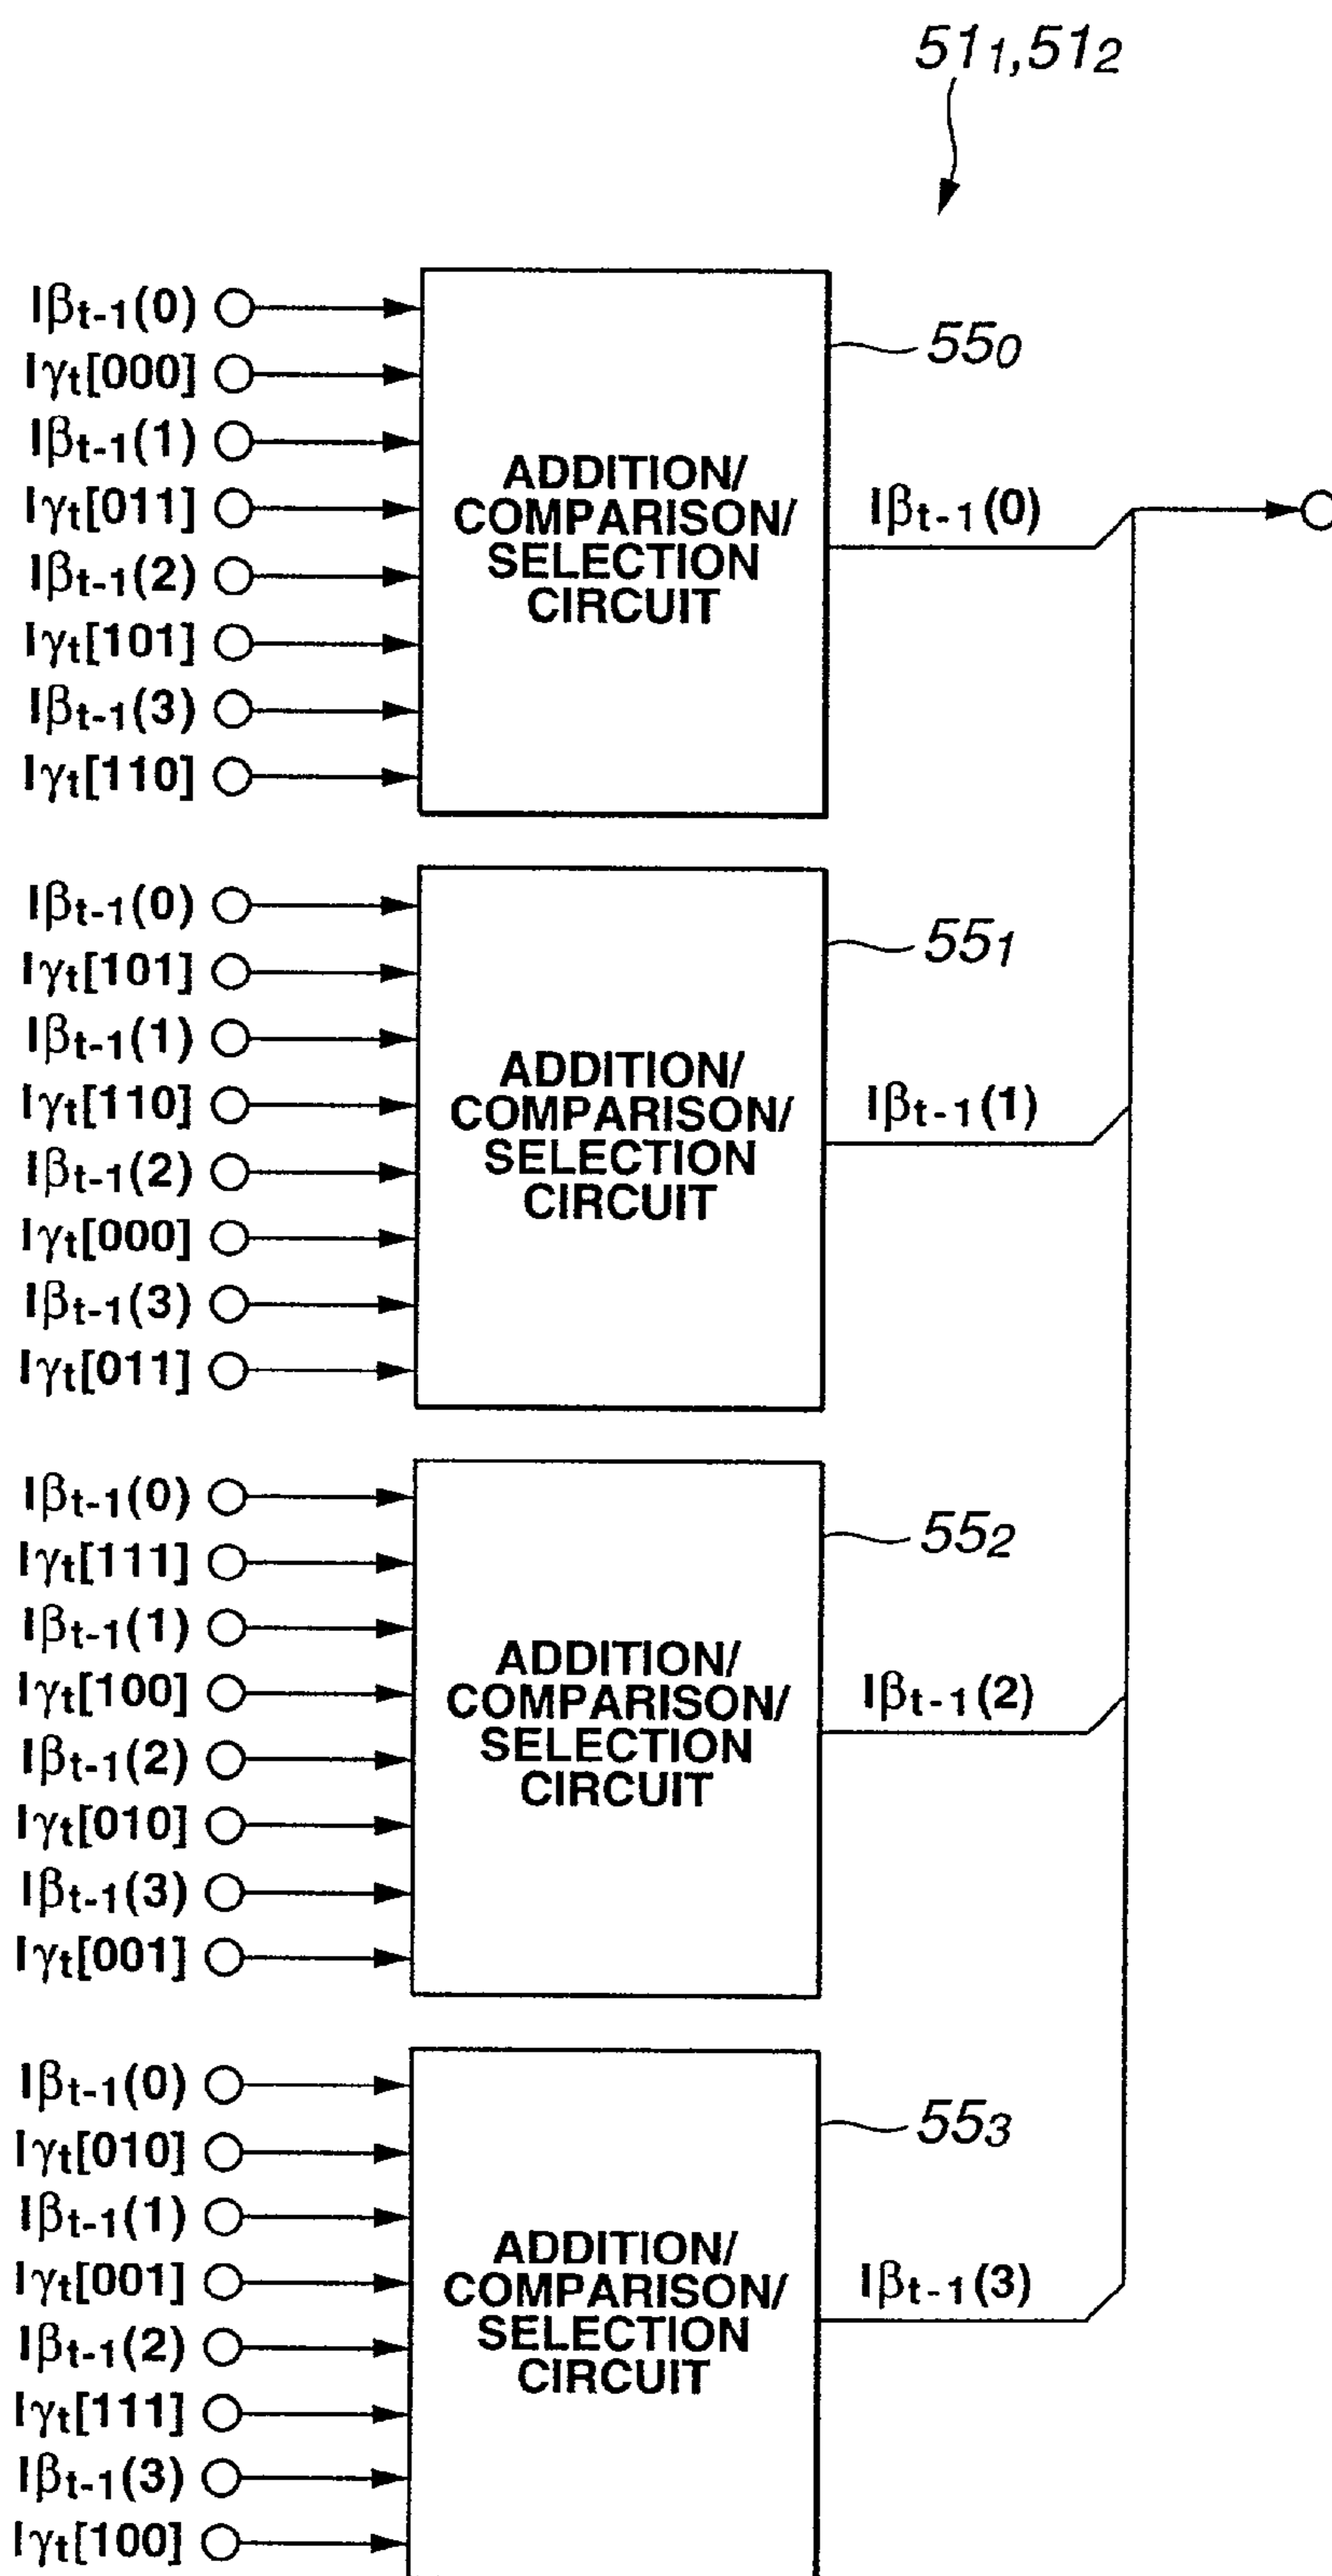 51₁,51₂
Iβt-1(0)
Iγt[000]
Iβt-1(1)
Iγt[011]
Iβt-1(2)
Iγt[101]
Iβt-1(3)
Iγt[110]
ADDITION/
COMPARISON/
SELECTION
CIRCUIT
55₀
Iβt-1(0)
Iβt-1(0)
Iγt[101]
Iβt-1(1)
Iγt[110]
Iβt-1(2)
Iγt[000]
Iβt-1(3)
Iγt[011]
ADDITION/
COMPARISON/
SELECTION
CIRCUIT
55₁
Iβt-1(1)
Iβt-1(0)
Iγt[111]
Iβt-1(1)
Iγt[100]
Iβt-1(2)
Iγt[010]
Iβt-1(3)
Iγt[001]
ADDITION/
COMPARISON/
SELECTION
CIRCUIT
55₂
Iβt-1(2)
Iβt-1(0)
Iγt[010]
Iβt-1(1)
Iγt[001]
Iβt-1(2)
Iγt[111]
Iβt-1(3)
Iγt[100]
ADDITION/
COMPARISON/
SELECTION
CIRCUIT
55₃
Iβt-1(3)